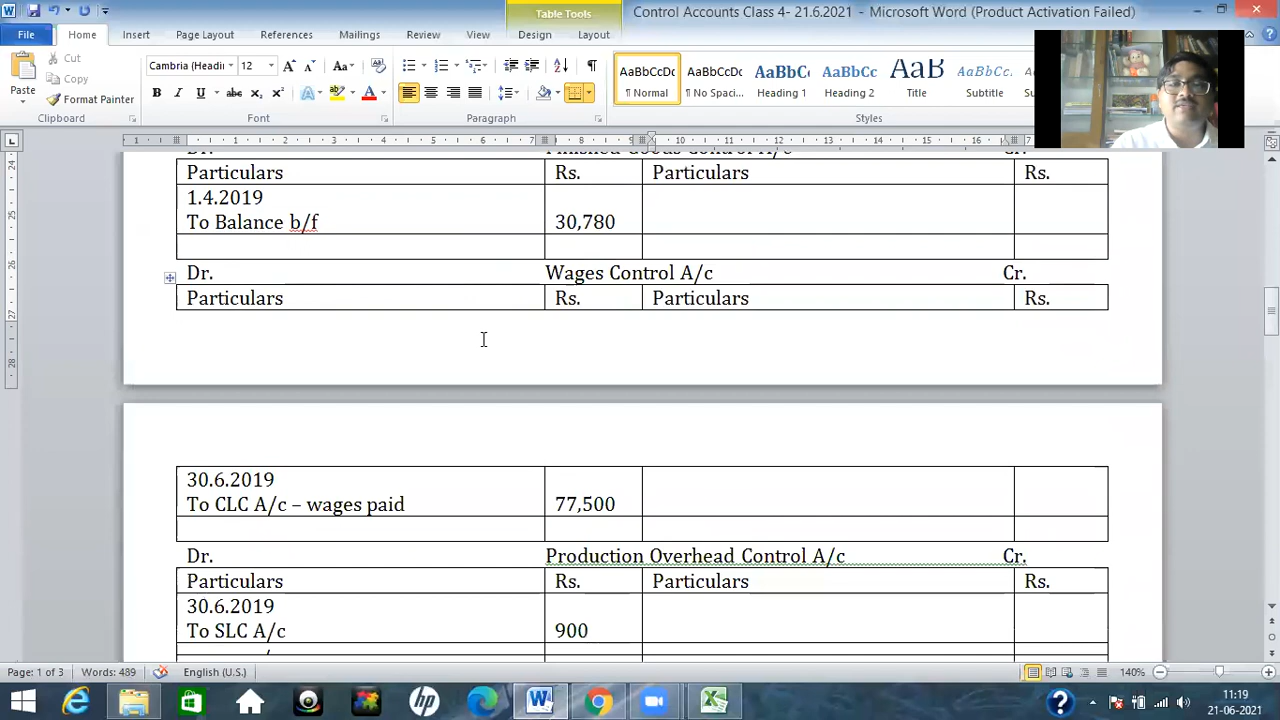 Table Tools
Control Accounts Class 4- 21.6.2021 - Microsoft Word (Product Activation Failed)
File Home Insert Page Layout References Mailings Review View Design Layout
Paste Cut Copy Format Painter
Clipboard
Cambria (Headi 12
Font
Paragraph
AaBbCcDc ¶ Normal
AaBbCcDc ¶ No Spaci...
AaBbCc Heading 1
AaBbCc Heading 2
AaB Title
AaBbCc. Subtitle
Styles
Particulars Rs. Particulars Rs.
1.4.2019
To Balance b/f 30,780
Dr. Wages Control A/c Cr.
Particulars Rs. Particulars Rs.
30.6.2019
To CLC A/c – wages paid 77,500
Dr. Production Overhead Control A/c Cr.
Particulars Rs. Particulars Rs.
30.6.2019
To SLC A/c 900
Page: 1 of 3 Words: 489 English (U.S.) 140%
11:19
21-06-2021